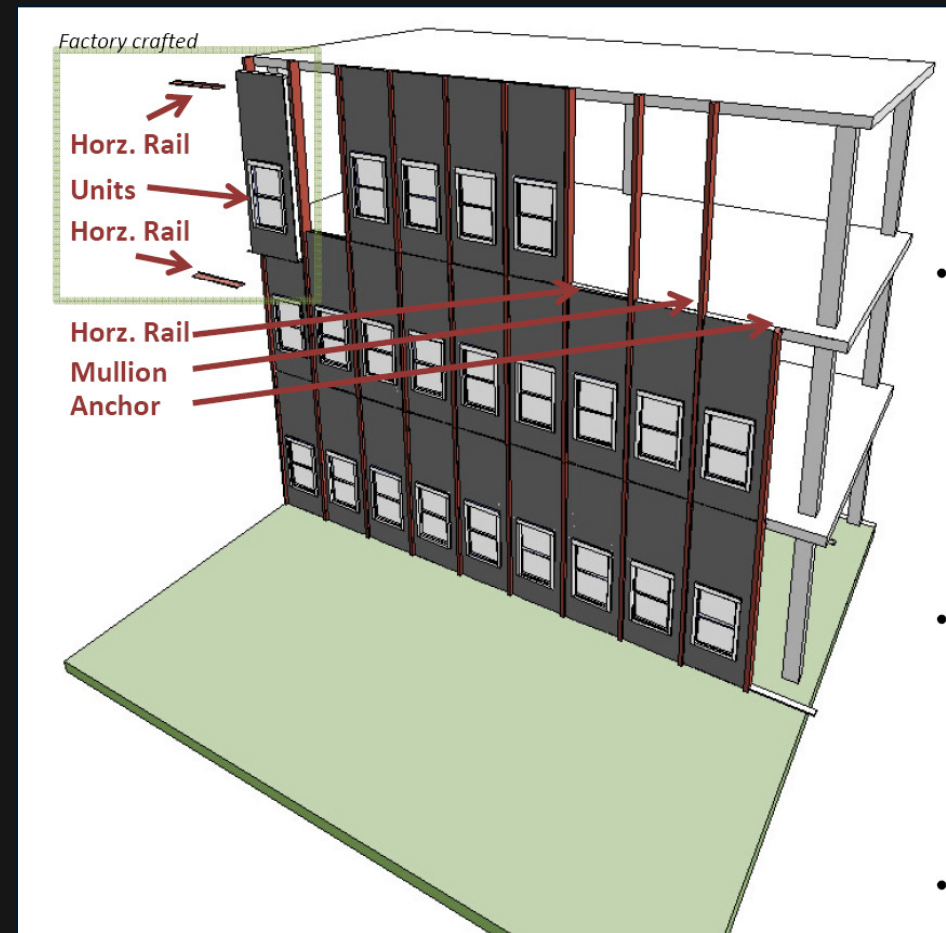 Factory crafted
Horz. Rail
Units
Horz. Rail
Horz. Rail
Mullion
Anchor